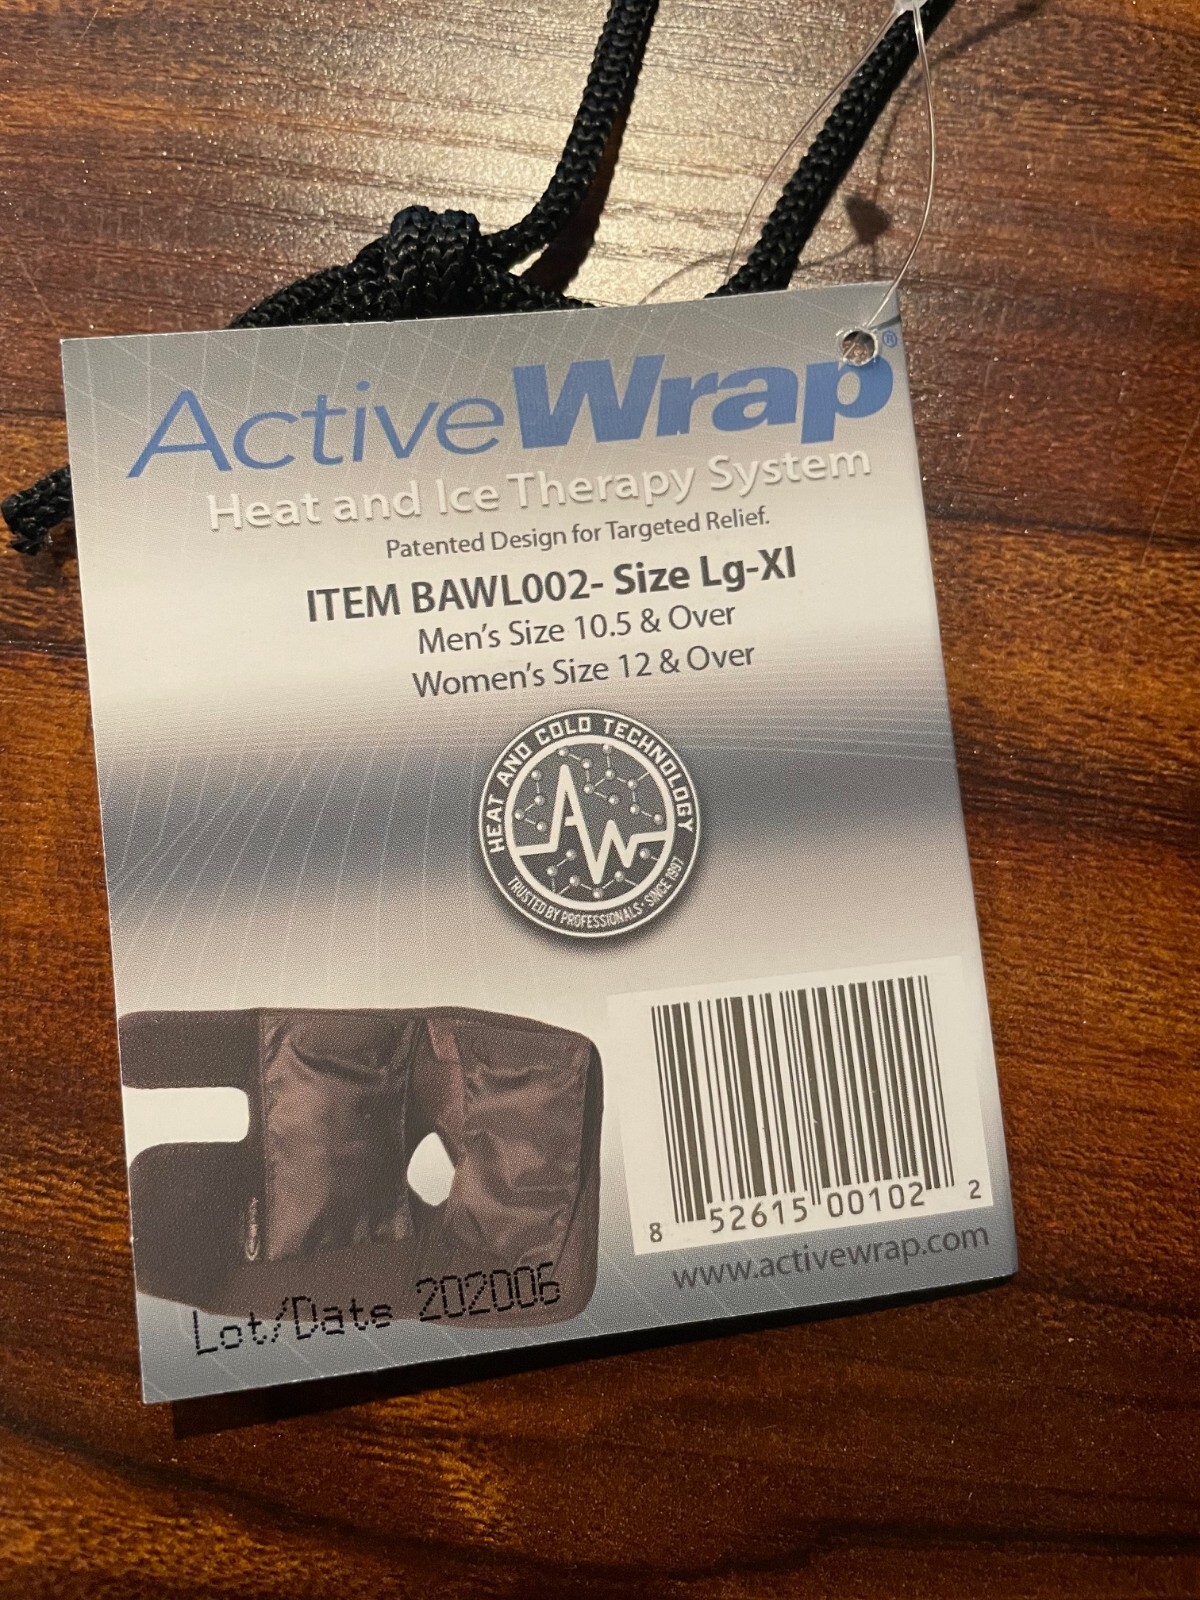 ActiveWrap®
Heat and Ice Therapy System
Patented Design for Targeted Relief.
ITEM BAWL002- Size Lg-Xl
Men's Size 10.5 & Over
Women's Size 12 & Over
HEAT AND COLD TECHNOLOGY
AW
TRUSTED BY PROFESSIONALS • SINCE 1997
8 52615 00102 2
www.activewrap.com
Lot/Date 202006